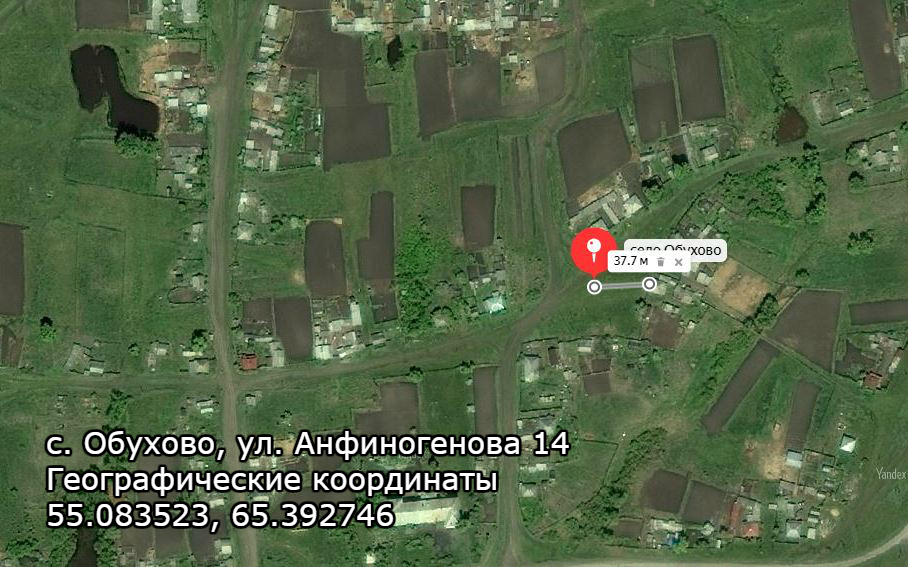 село Обухово
37.7 м
с. Обухово, ул. Анфиногенова 14
Географические координаты
55.083523, 65.392746
Yandex